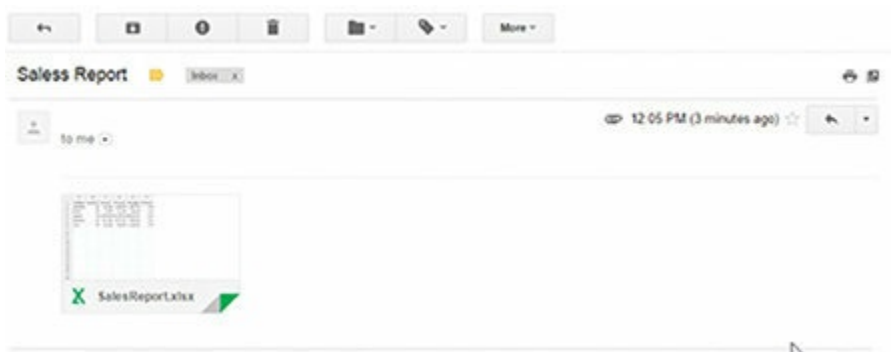 More
Saless Report Inbox x
12:05 PM (3 minutes ago)
to me
SalesReport.xlsx